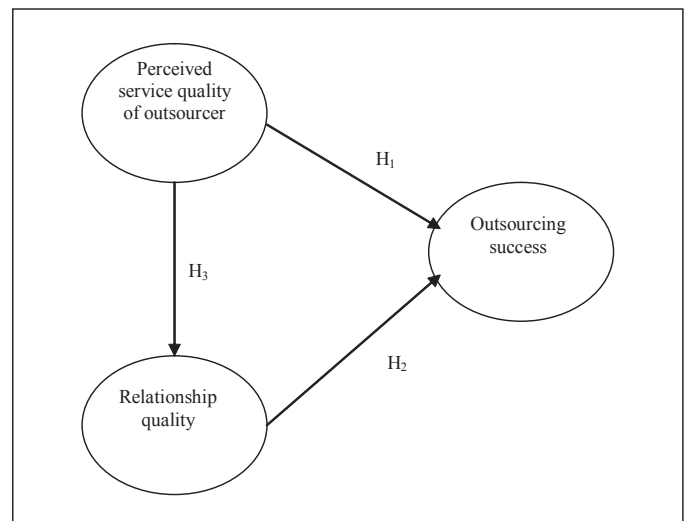 Perceived
service quality
of outsourcer
H₁
Outsourcing
success
H₃
H₂
Relationship
quality